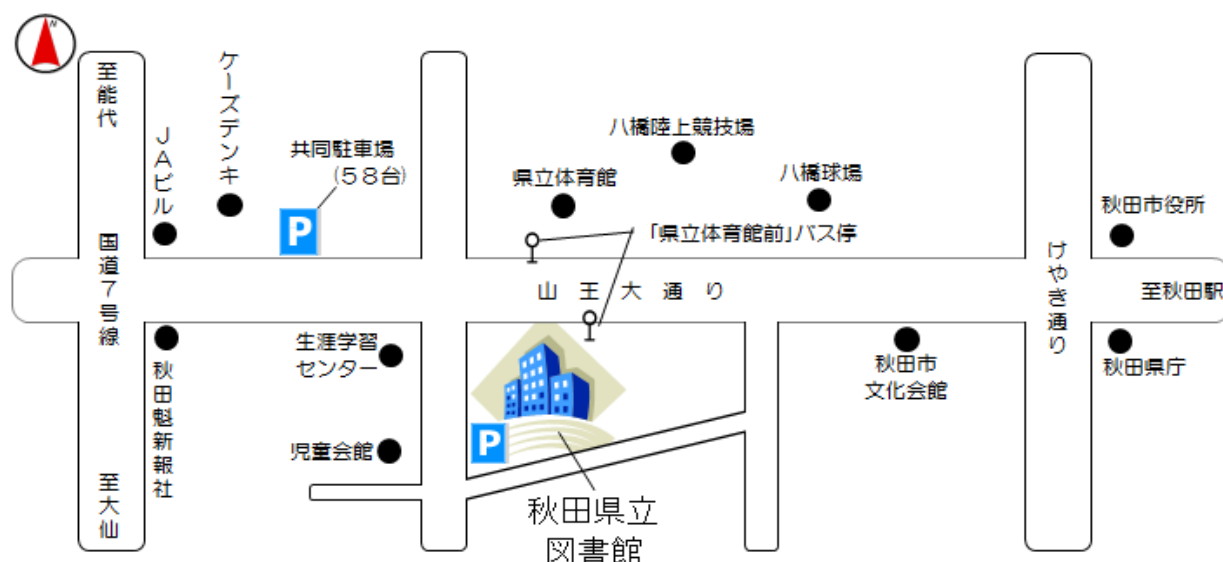 N
至能代
ケーズデンキ
JAビル
共同駐車場
(58台)
P
県立体育館
八橋陸上競技場
八橋球場
秋田市役所
「県立体育館前」バス停
国道7号線
山王大通り
けやき通り
至秋田駅
秋田魁新報社
生涯学習
センター
秋田市
文化会館
秋田県庁
児童会館
P
至大仙
秋田県立
図書館